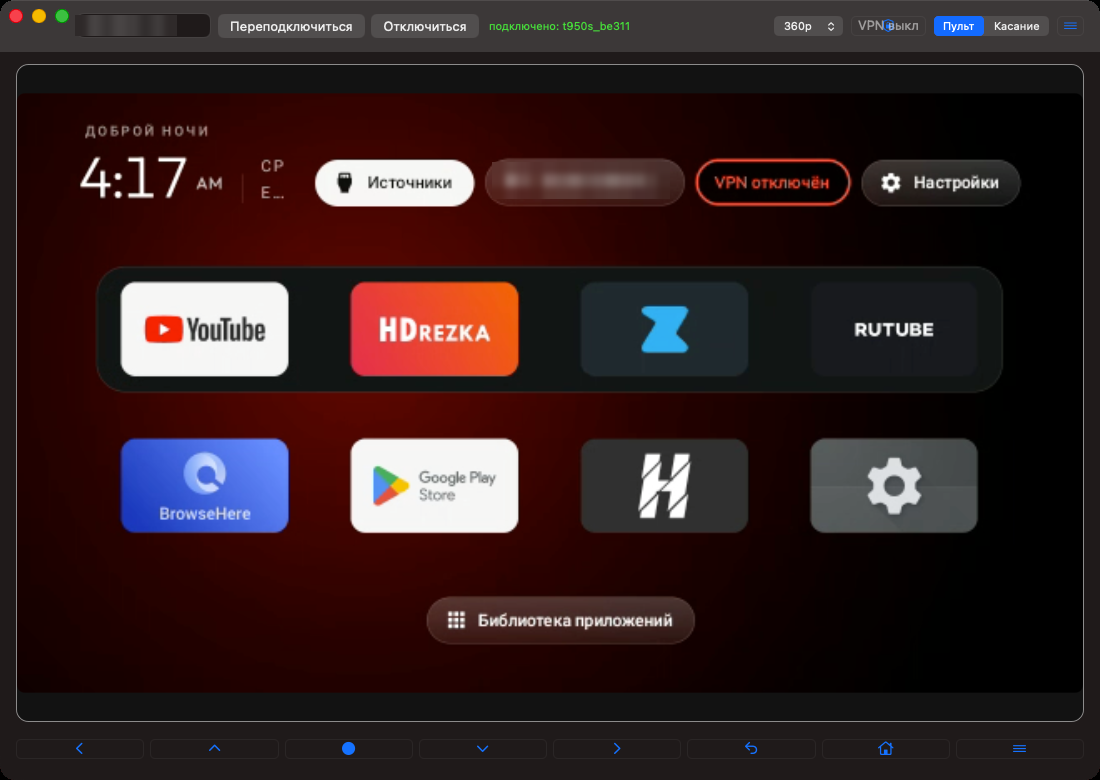 Переподключиться
Отключиться
подключено: t950s_be311
360p
VPN выкл
Пульт
Касание
ДОБРОЙ НОЧИ
4:17 AM
СР
Е...
Источники
VPN отключён
Настройки
YouTube
HDREZKA
RUTUBE
BrowseHere
Google Play
Store
Библиотека приложений